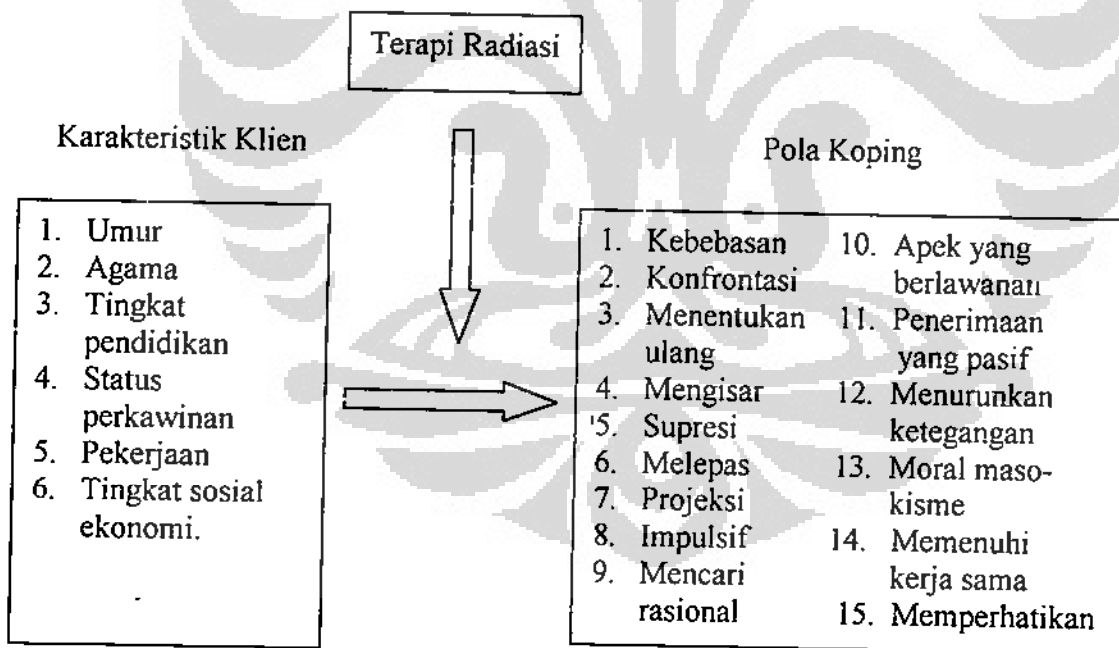 Terapi Radiasi
Karakteristik Klien
1. Umur
2. Agama
3. Tingkat
pendidikan
4. Status
perkawinan
5. Pekerjaan
6. Tingkat sosial
ekonomi.
Pola Koping
1. Kebebasan
2. Konfrontasi
3. Menentukan
ulang
4. Mengisar
5. Supresi
6. Melepas
7. Projeksi
8. Impulsif
9. Mencari
rasional
10. Apek yang
berlawanan
11. Penerimaan
yang pasif
12. Menurunkan
ketegangan
13. Moral maso-
kisme
14. Memenuhi
kerja sama
15. Memperhatikan